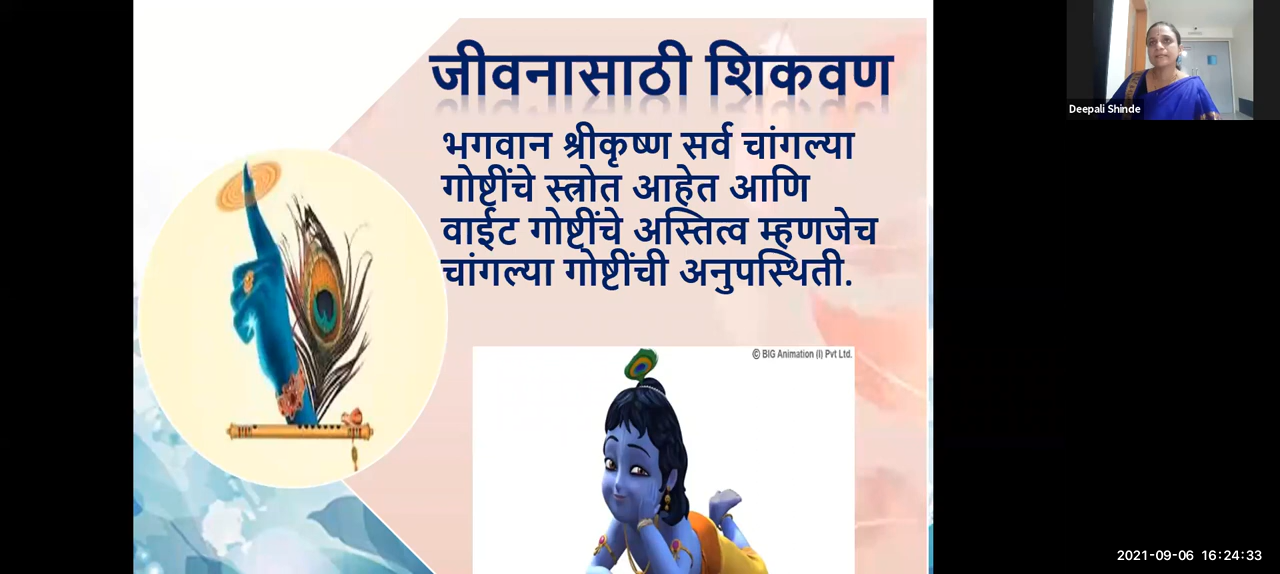 जीवनासाठी शिकवण
भगवान श्रीकृष्ण सर्व चांगल्या
गोष्टींचे स्त्रोत आहेत आणि
वाईट गोष्टींचे अस्तित्व म्हणजेच
चांगल्या गोष्टींची अनुपस्थिती.
© BIG Animation (I) Pvt Ltd.
Deepali Shinde
2021-09-06 16:24:33